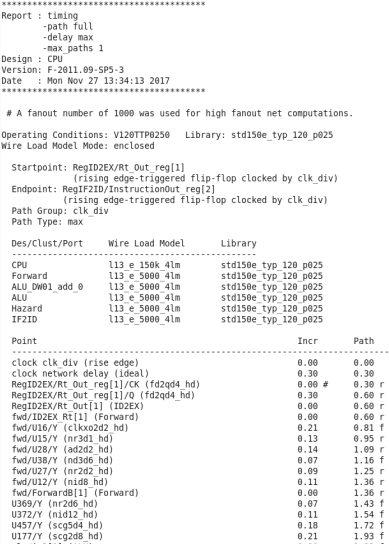 ****************************************
Report : timing
-path full
-delay max
-max_paths 1
Design : CPU
Version: F-2011.09-SP5-3
Date : Mon Nov 27 13:34:13 2017
****************************************
# A fanout number of 1000 was used for high fanout net computations.
Operating Conditions: V120TTP0250 Library: std150e_typ_120_p025
Wire Load Model Mode: enclosed
Startpoint: RegID2EX/Rt_Out_reg[1]
(rising edge-triggered flip-flop clocked by clk_div)
Endpoint: RegIF2ID/InstructionOut_reg[2]
(rising edge-triggered flip-flop clocked by clk_div)
Path Group: clk_div
Path Type: max
Des/Clust/Port Wire Load Model Library
------------------------------------------------
CPU l13_e_150k_4lm std150e_typ_120_p025
Forward l13_e_5000_4lm std150e_typ_120_p025
ALU_DW01_add_0 l13_e_5000_4lm std150e_typ_120_p025
ALU l13_e_5000_4lm std150e_typ_120_p025
Hazard l13_e_5000_4lm std150e_typ_120_p025
IF2ID l13_e_5000_4lm std150e_typ_120_p025
Point Incr Path
--------------------------------------------------------------------------
clock clk_div (rise edge) 0.00 0.00
clock network delay (ideal) 0.30 0.30
RegID2EX/Rt_Out_reg[1]/CK (fd2qd4_hd) 0.00 # 0.30 r
RegID2EX/Rt_Out_reg[1]/Q (fd2qd4_hd) 0.30 0.60 r
RegID2EX/Rt_Out[1] (ID2EX) 0.00 0.60 r
fwd/ID2EX_Rt[1] (Forward) 0.00 0.60 r
fwd/U16/Y (clkxo2d2_hd) 0.21 0.81 f
fwd/U15/Y (nr3d1_hd) 0.13 0.95 r
fwd/U28/Y (ad2d2_hd) 0.14 1.09 r
fwd/U38/Y (nd3d6_hd) 0.07 1.16 f
fwd/U27/Y (nr2d2_hd) 0.09 1.25 r
fwd/U12/Y (nid8_hd) 0.11 1.36 r
fwd/ForwardB[1] (Forward) 0.00 1.36 r
U369/Y (nr2d6_hd) 0.07 1.43 f
U372/Y (nid12_hd) 0.11 1.54 f
U457/Y (scg5d4_hd) 0.18 1.72 f
U177/Y (scg2d8_hd) 0.21 1.93 f